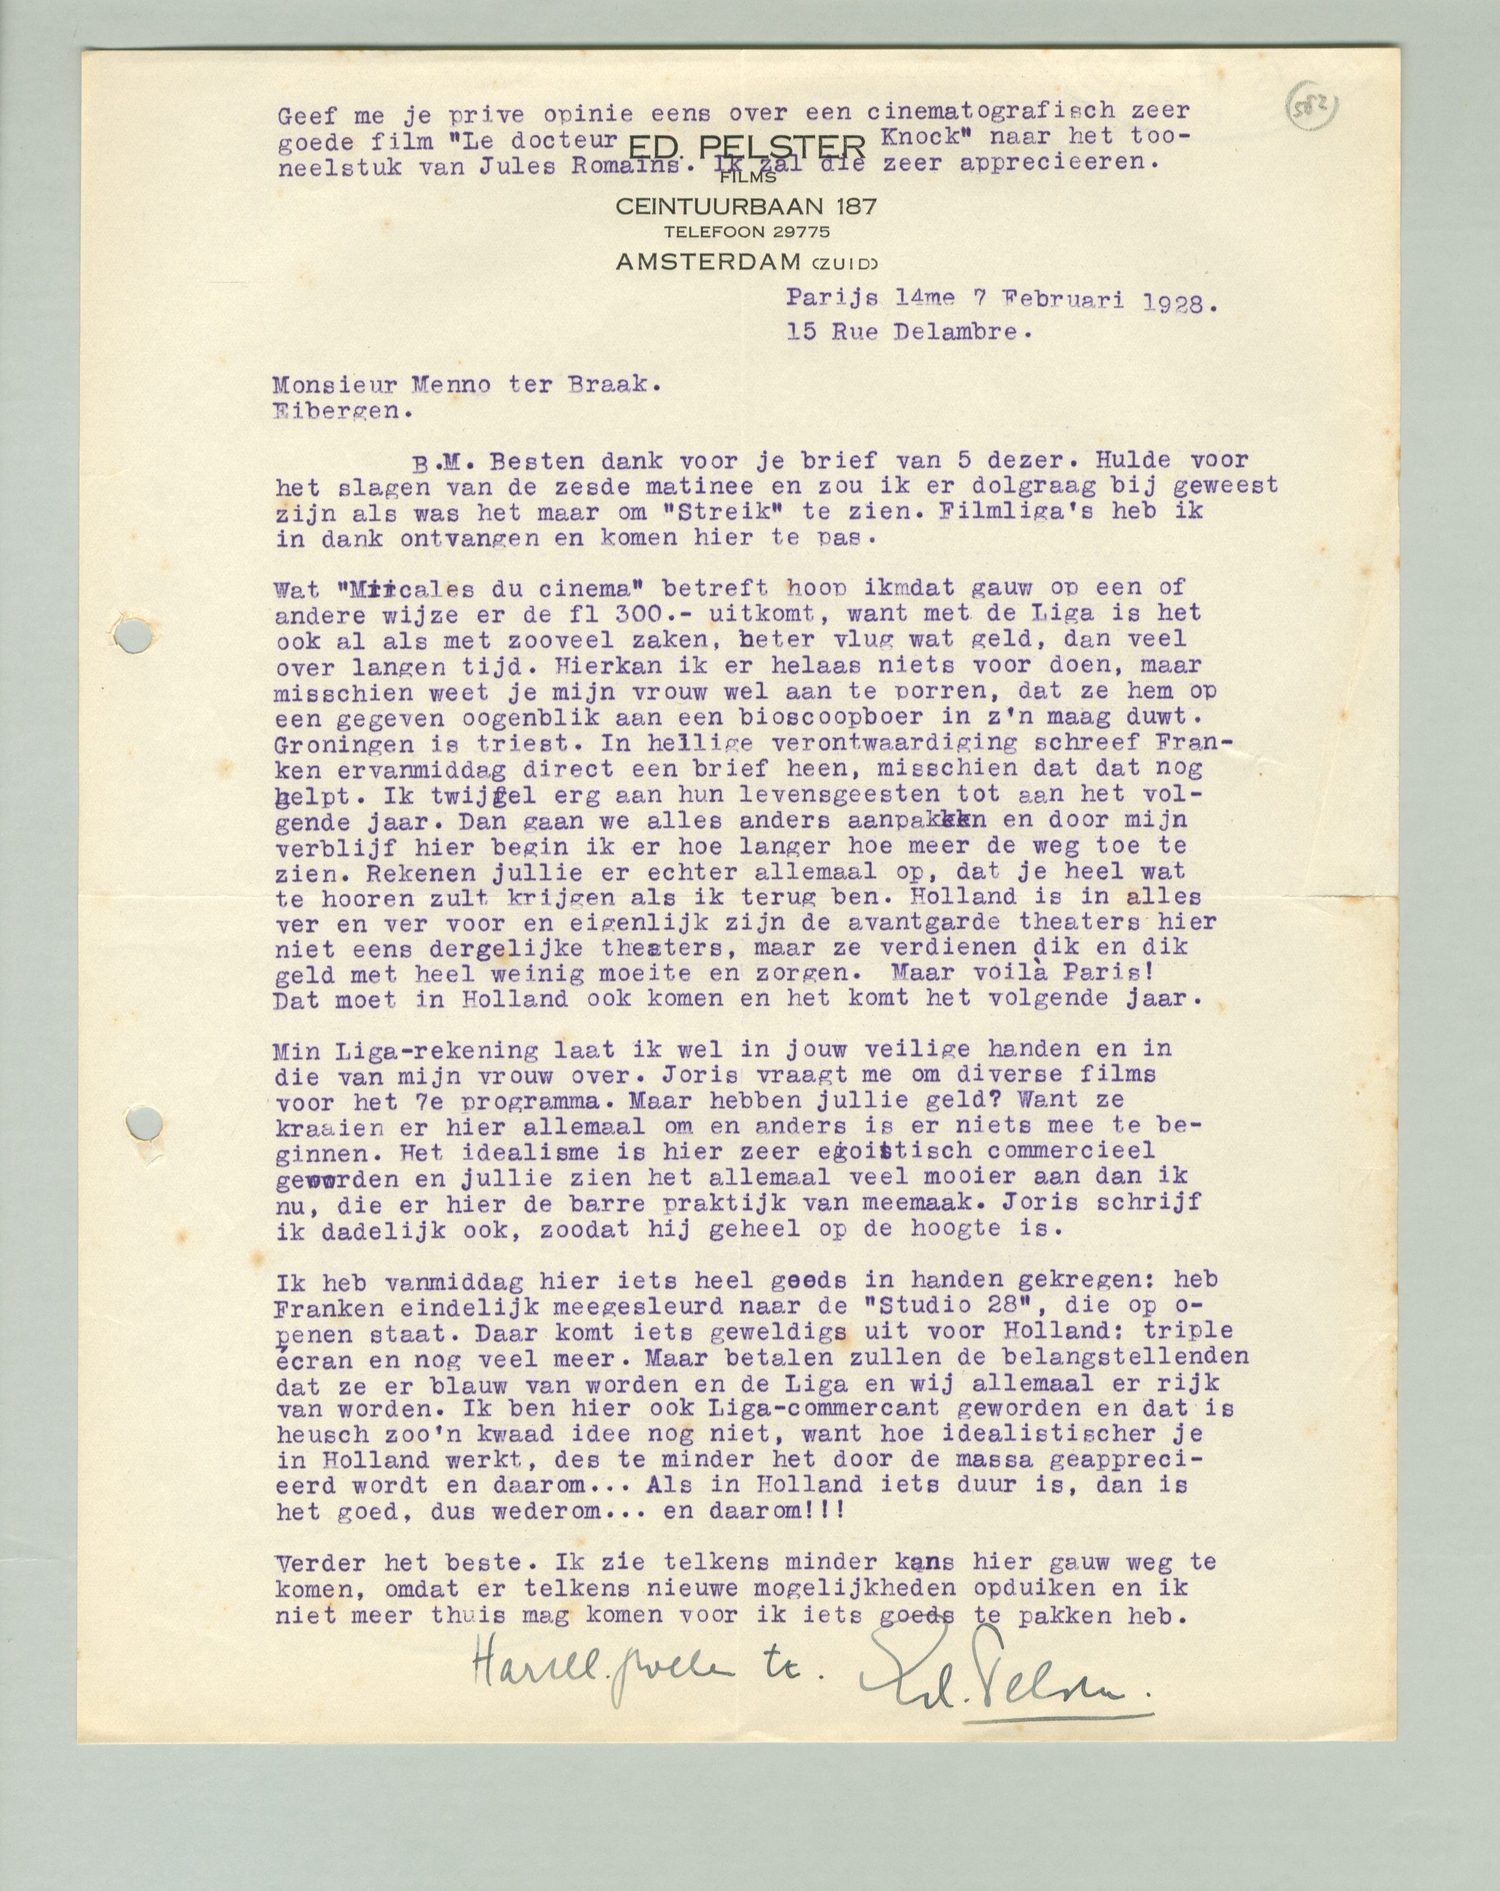 582
Geef me je prive opinie eens over een cinematografisch zeer
goede film "Le docteur Knock" naar het too-
neelstuk van Jules Romains. Ik zal die zeer apprecieeren.
ED. PELSTER
FILMS
CEINTUURBAAN 187
TELEFOON 29775
AMSTERDAM (ZUID)
Parijs 14me 7 Februari 1928.
15 Rue Delambre.
Monsieur Menno ter Braak.
Eibergen.
B.M. Besten dank voor je brief van 5 dezer. Hulde voor
het slagen van de zesde matinee en zou ik er dolgraag bij geweest
zijn als was het maar om "Streik" te zien. Filmliga's heb ik
in dank ontvangen en komen hier te pas.
Wat "Miircales du cinema" betreft hoop ikmdat gauw op een of
andere wijze er de fl 300.- uitkomt, want met de Liga is het
ook al als met zooveel zaken, beter vlug wat geld, dan veel
over langen tijd. Hierkan ik er helaas niets voor doen, maar
misschien weet je mijn vrouw wel aan te porren, dat ze hem op
een gegeven oogenblik aan een bioscoopboer in z'n maag duwt.
Groningen is triest. In heilige verontwaardiging schreef Fran-
ken ervanmiddag direct een brief heen, misschien dat dat nog
helpt. Ik twijfel erg aan hun levensgeesten tot aan het vol-
gende jaar. Dan gaan we alles anders aanpakken en door mijn
verblijf hier begin ik er hoe langer hoe meer de weg toe te
zien. Rekenen jullie er echter allemaal op, dat je heel wat
te hooren zult krijgen als ik terug ben. Holland is in alles
ver en ver voor en eigenlijk zijn de avantgarde theaters hier
niet eens dergelijke theaters, maar ze verdienen dik en dik
geld met heel weinig moeite en zorgen. Maar voilà Paris!
Dat moet in Holland ook komen en het komt het volgende jaar.
Min Liga-rekening laat ik wel in jouw veilige handen en in
die van mijn vrouw over. Joris vraagt me om diverse films
voor het 7e programma. Maar hebben jullie geld? Want ze
kraaien er hier allemaal om en anders is er niets mee te be-
ginnen. Het idealisme is hier zeer egoistisch commercieel
geworden en jullie zien het allemaal veel mooier aan dan ik
nu, die er hier de barre praktijk van meemaak. Joris schrijf
ik dadelijk ook, zoodat hij geheel op de hoogte is.
Ik heb vanmiddag hier iets heel goeds in handen gekregen: heb
Franken eindelijk meegesleurd naar de "Studio 28", die op o-
penen staat. Daar komt iets geweldigs uit voor Holland: triple
écran en nog veel meer. Maar betalen zullen de belangstellenden
dat ze er blauw van worden en de Liga en wij allemaal er rijk
van worden. Ik ben hier ook Liga-commercant geworden en dat is
heusch zoo'n kwaad idee nog niet, want hoe idealistischer je
in Holland werkt, des te minder het door de massa geappreci-
eerd wordt en daarom... Als in Holland iets duur is, dan is
het goed, dus wederom... en daarom!!!
Verder het beste. Ik zie telkens minder kans hier gauw weg te
komen, omdat er telkens nieuwe mogelijkheden opduiken en ik
niet meer thuis mag komen voor ik iets goeds te pakken heb.
Ed. Pelster.